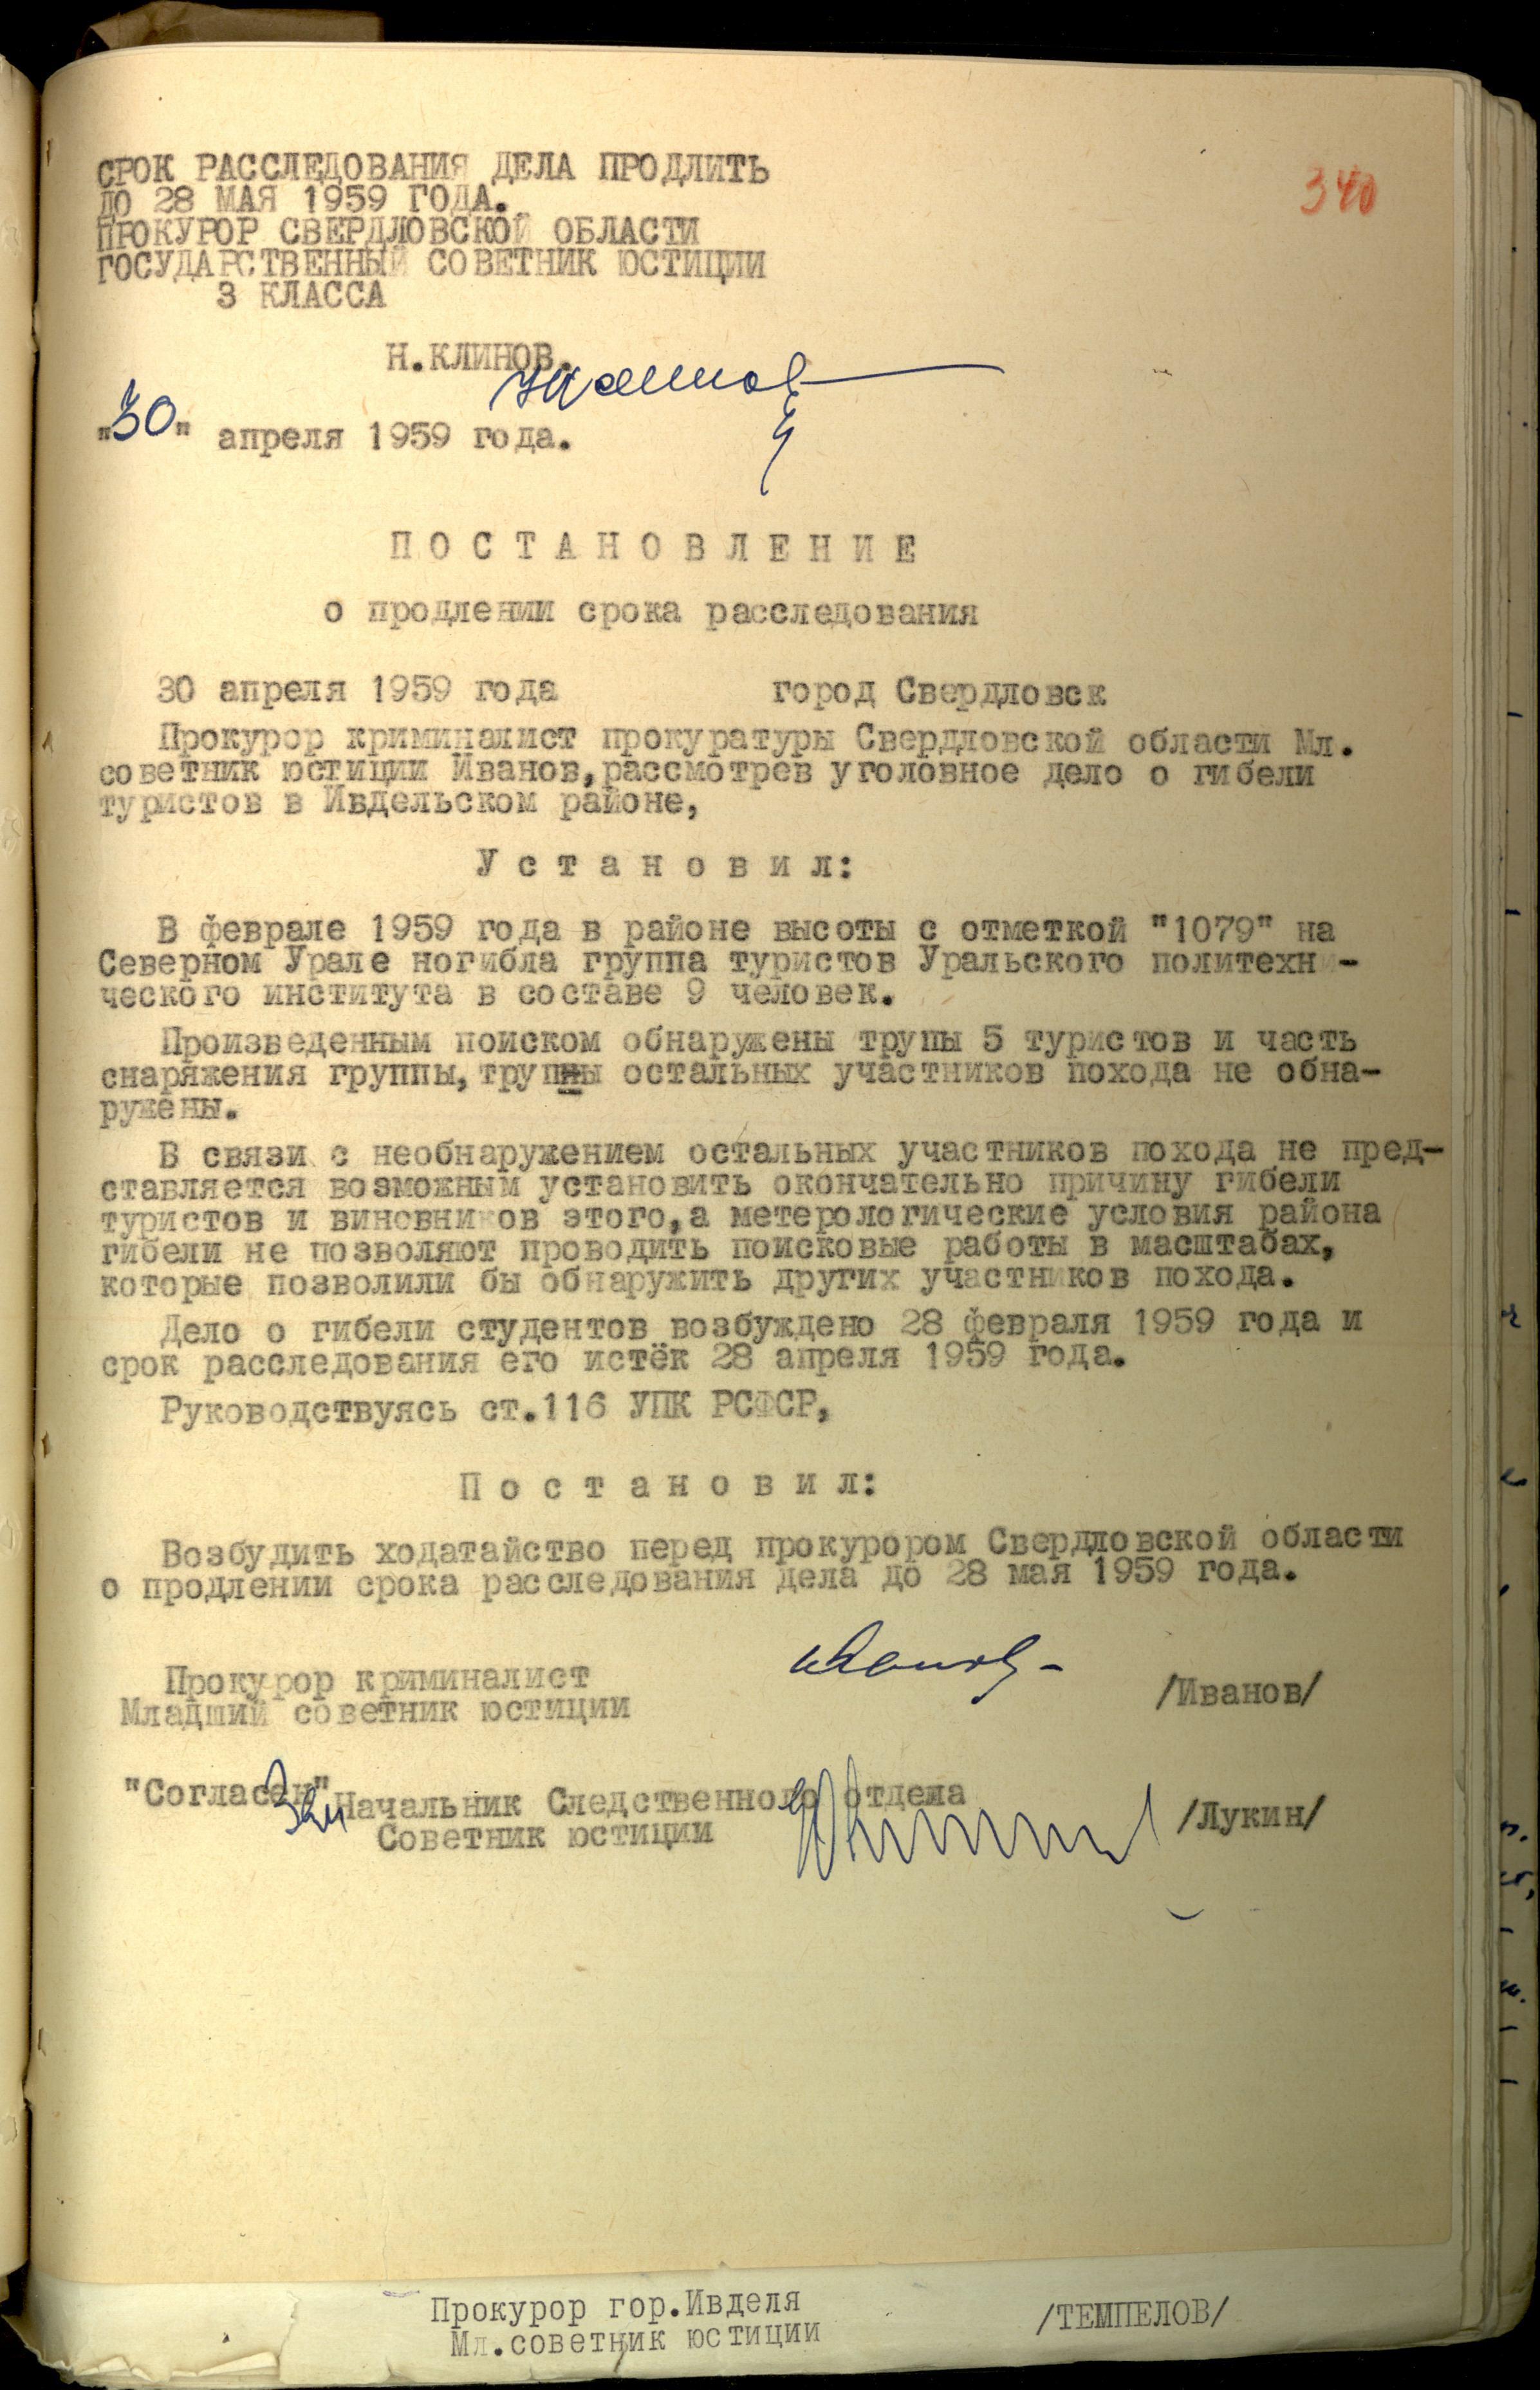 340
СРОК РАССЛЕДОВАНИЯ ДЕЛА ПРОДЛИТЬ
ДО 28 МАЯ 1959 ГОДА.
ПРОКУРОР СВЕРДЛОВСКОЙ ОБЛАСТИ
ГОСУДАРСТВЕННЫЙ СОВЕТНИК ЮСТИЦИИ
3 КЛАССА
Н.КЛИНОВ.
"30" апреля 1959 года.
П О С Т А Н О В Л Е Н И Е
о продлении срока расследования
30 апреля 1959 года город Свердловск
Прокурор криминалист прокуратуры Свердловской области Мл.
советник юстиции Иванов,рассмотрев уголовное дело о гибели
туристов в Ивдельском районе,
У с т а н о в и л:
В феврале 1959 года в районе высоты с отметкой "1079" на
Северном Урале ногибла группа туристов Уральского политехни-
ческого института в составе 9 человек.
Произведенным поиском обнаружены трупы 5 туристов и часть
снаряжения группы,трупны остальных участников похода не обна-
ружены.
В связи с необнаружением остальных участников похода не пред-
ставляется возможным установить окончательно причину гибели
туристов и виновников этого,а метерологические условия района
гибели не позволяют проводить поисковые работы в масштабах,
которые позволили бы обнаружить других участников похода.
Дело о гибели студентов возбуждено 28 февраля 1959 года и
срок расследования его истёк 28 апреля 1959 года.
Руководствуясь ст.116 УПК РСФСР,
П о с т а н о в и л:
Возбудить ходатайство перед прокурором Свердловской области
о продлении срока расследования дела до 28 мая 1959 года.
Прокурор криминалист
Младший советник юстиции
/Иванов/
"Согласен" Зам Начальник Следственного отдела
Советник юстиции
/Лукин/
Прокурор гор.Ивделя
Мл.советник юстиции
/ТЕМПЕЛОВ/